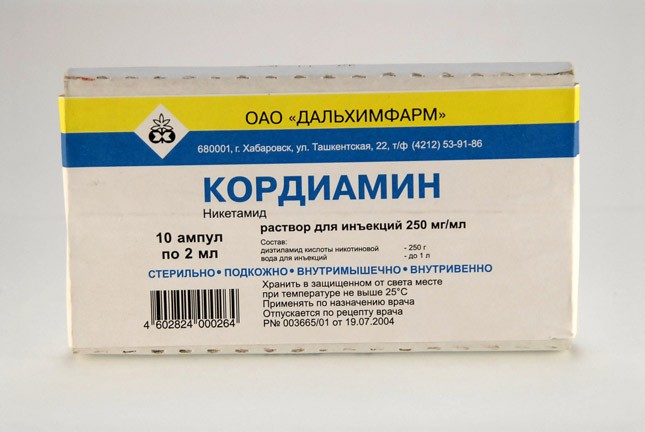 ОАО «ДАЛЬХИМФАРМ»
680001, г. Хабаровск, ул. Ташкентская, 22, т/ф (4212) 53-91-86
КОРДИАМИН
Никетамид
раствор для инъекций 250 мг/мл
10 ампул
по 2 мл
Состав:
диэтиламид кислоты никотиновой - 250 г
вода для инъекций - до 1 л
СТЕРИЛЬНО • ПОДКОЖНО • ВНУТРИМЫШЕЧНО • ВНУТРИВЕННО
Хранить в защищенном от света месте
при температуре не выше 25°С
Применять по назначению врача
Отпускается по рецепту врача
Р№ 003665/01 от 19.07.2004
4 602824 000264